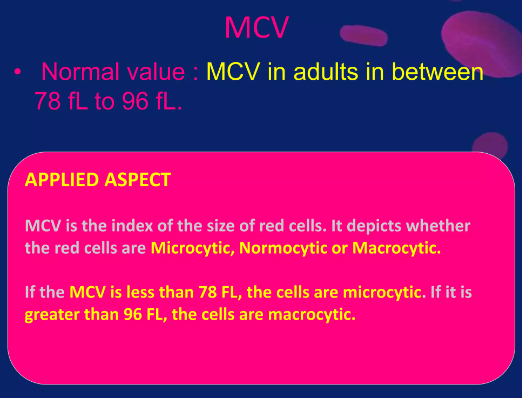 MCV
• Normal value : MCV in adults in between
78 fL to 96 fL.
APPLIED ASPECT
MCV is the index of the size of red cells. It depicts whether
the red cells are Microcytic, Normocytic or Macrocytic.
If the MCV is less than 78 FL, the cells are microcytic. If it is
greater than 96 FL, the cells are macrocytic.